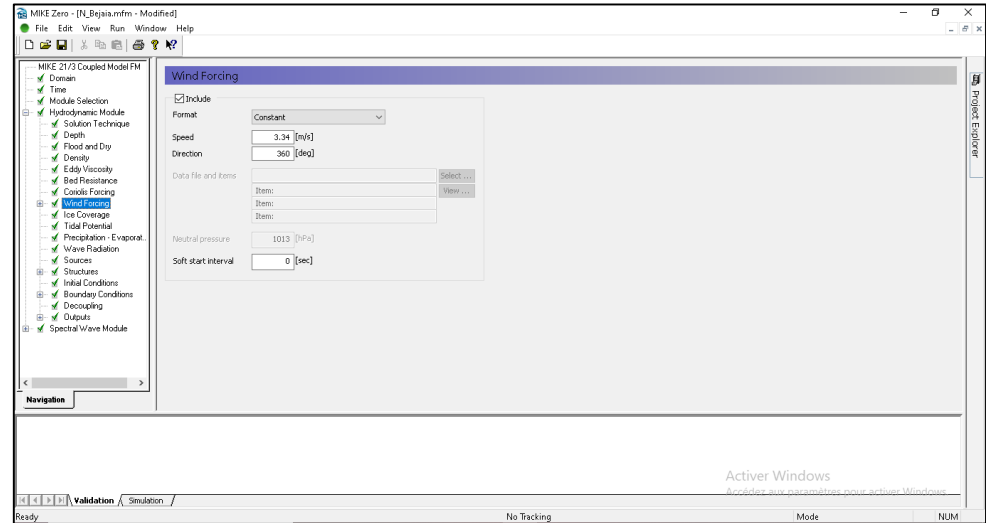 MIKE Zero - [N_Bejaia.mfm - Modified]
File Edit View Run Window Help
MIKE 21/3 Coupled Model FM
Domain
Time
Module Selection
Hydrodynamic Module
Solution Technique
Depth
Flood and Dry
Density
Eddy Viscosity
Bed Resistance
Coriolis Forcing
Wind Forcing
Ice Coverage
Tidal Potential
Precipitation - Evaporat..
Wave Radiation
Sources
Structures
Initial Conditions
Boundary Conditions
Decoupling
Outputs
Spectral Wave Module
Navigation
Wind Forcing
Include
Format Constant
Speed 3.34 [m/s]
Direction 360 [deg]
Data file and items Select ...
Item: View ...
Item:
Item:
Neutral pressure 1013 [hPa]
Soft start interval 0 [sec]
Project Explorer
Validation Simulation
Activer Windows
Accédez aux paramètres pour activer Windows.
Ready No Tracking Mode NUM